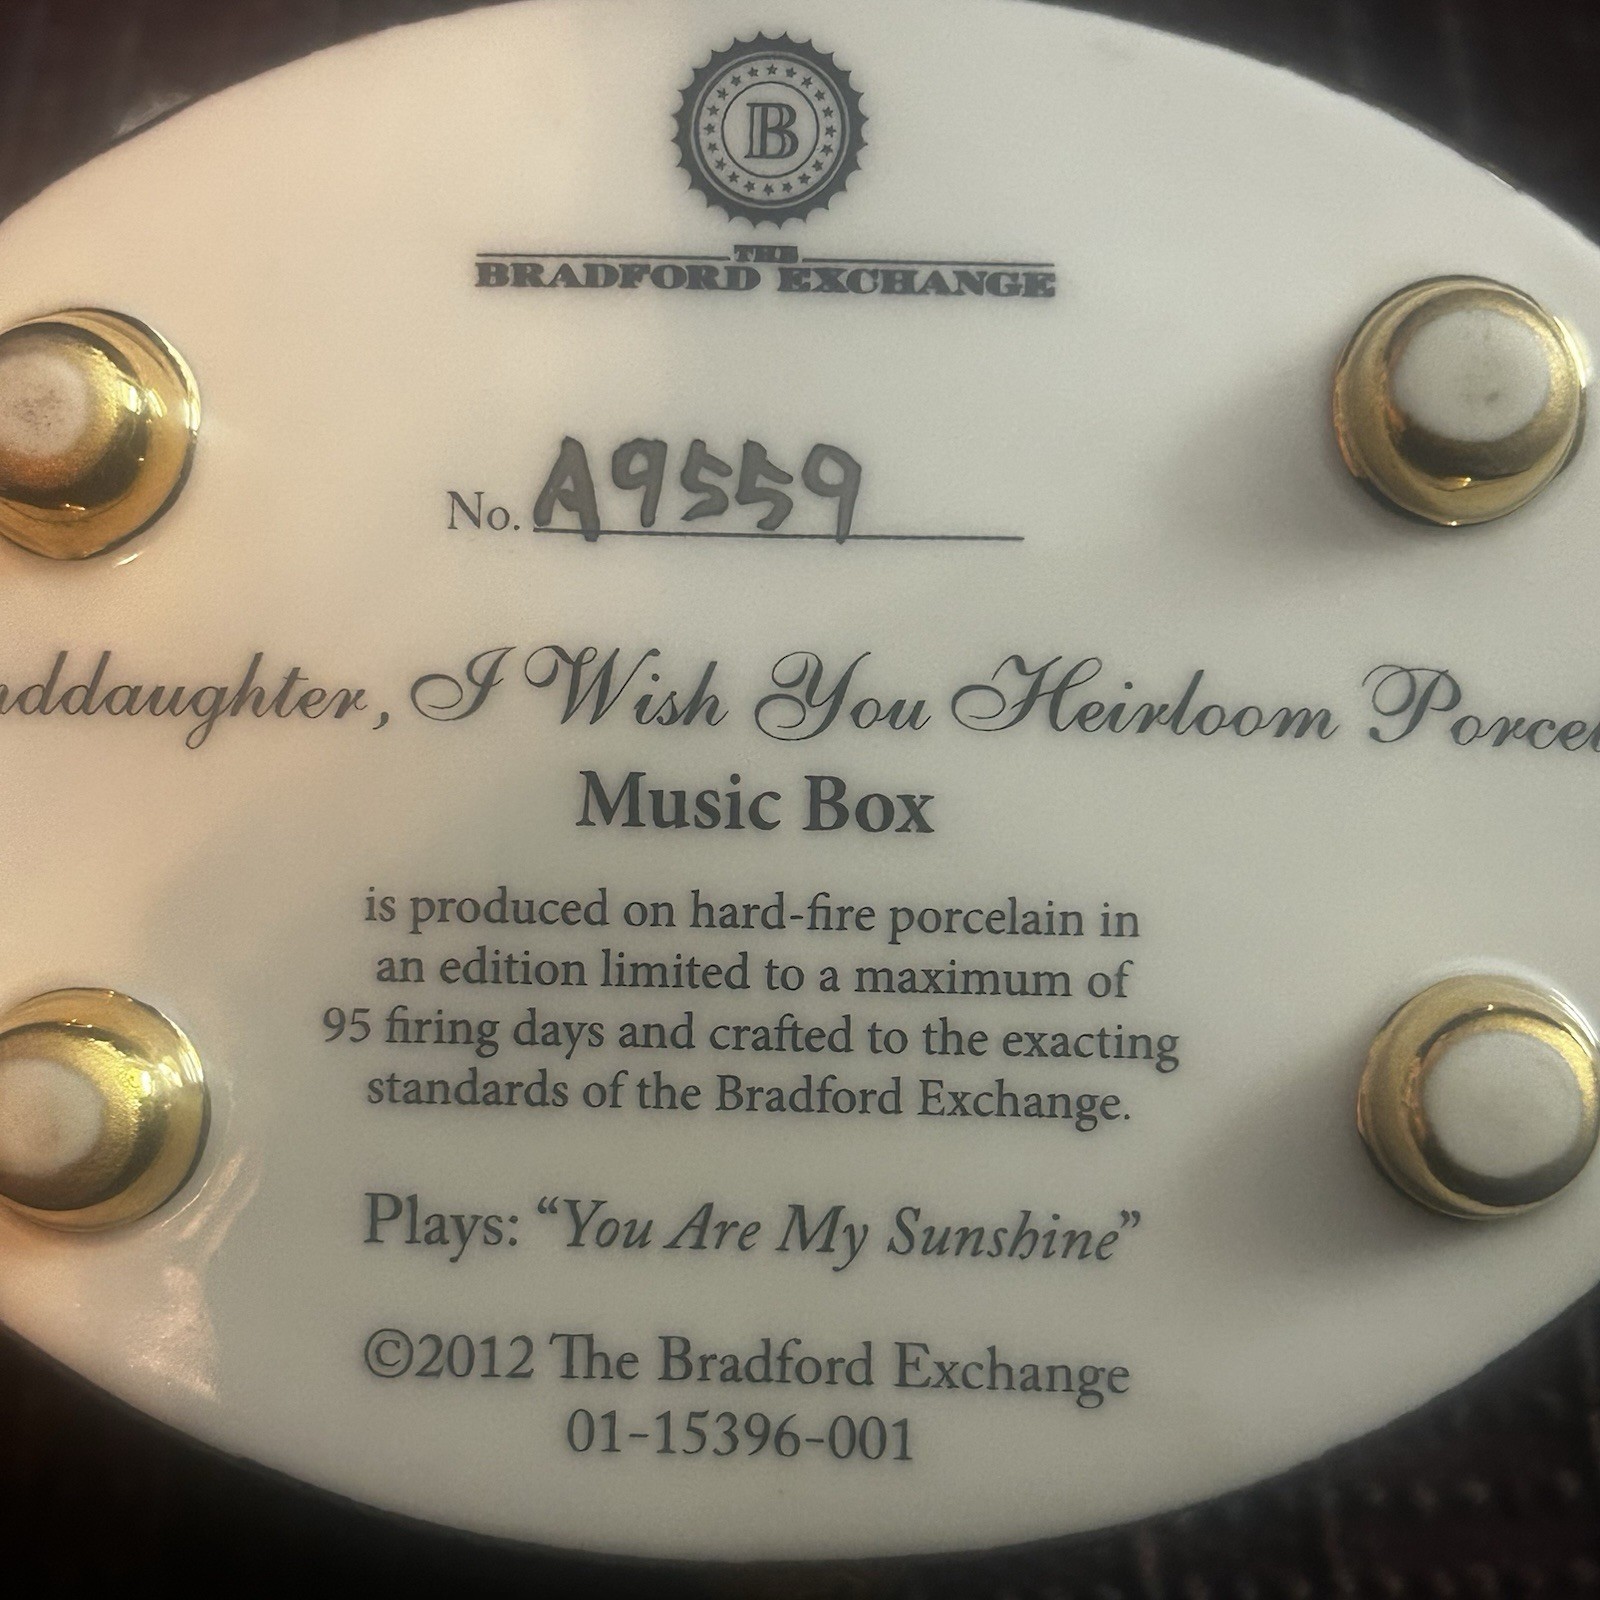 B
THE
BRADFORD EXCHANGE
No. A9559
nddaughter, I Wish You Heirloom Porcel
Music Box
is produced on hard-fire porcelain in
an edition limited to a maximum of
95 firing days and crafted to the exacting
standards of the Bradford Exchange.
Plays: “You Are My Sunshine”
©2012 The Bradford Exchange
01-15396-001